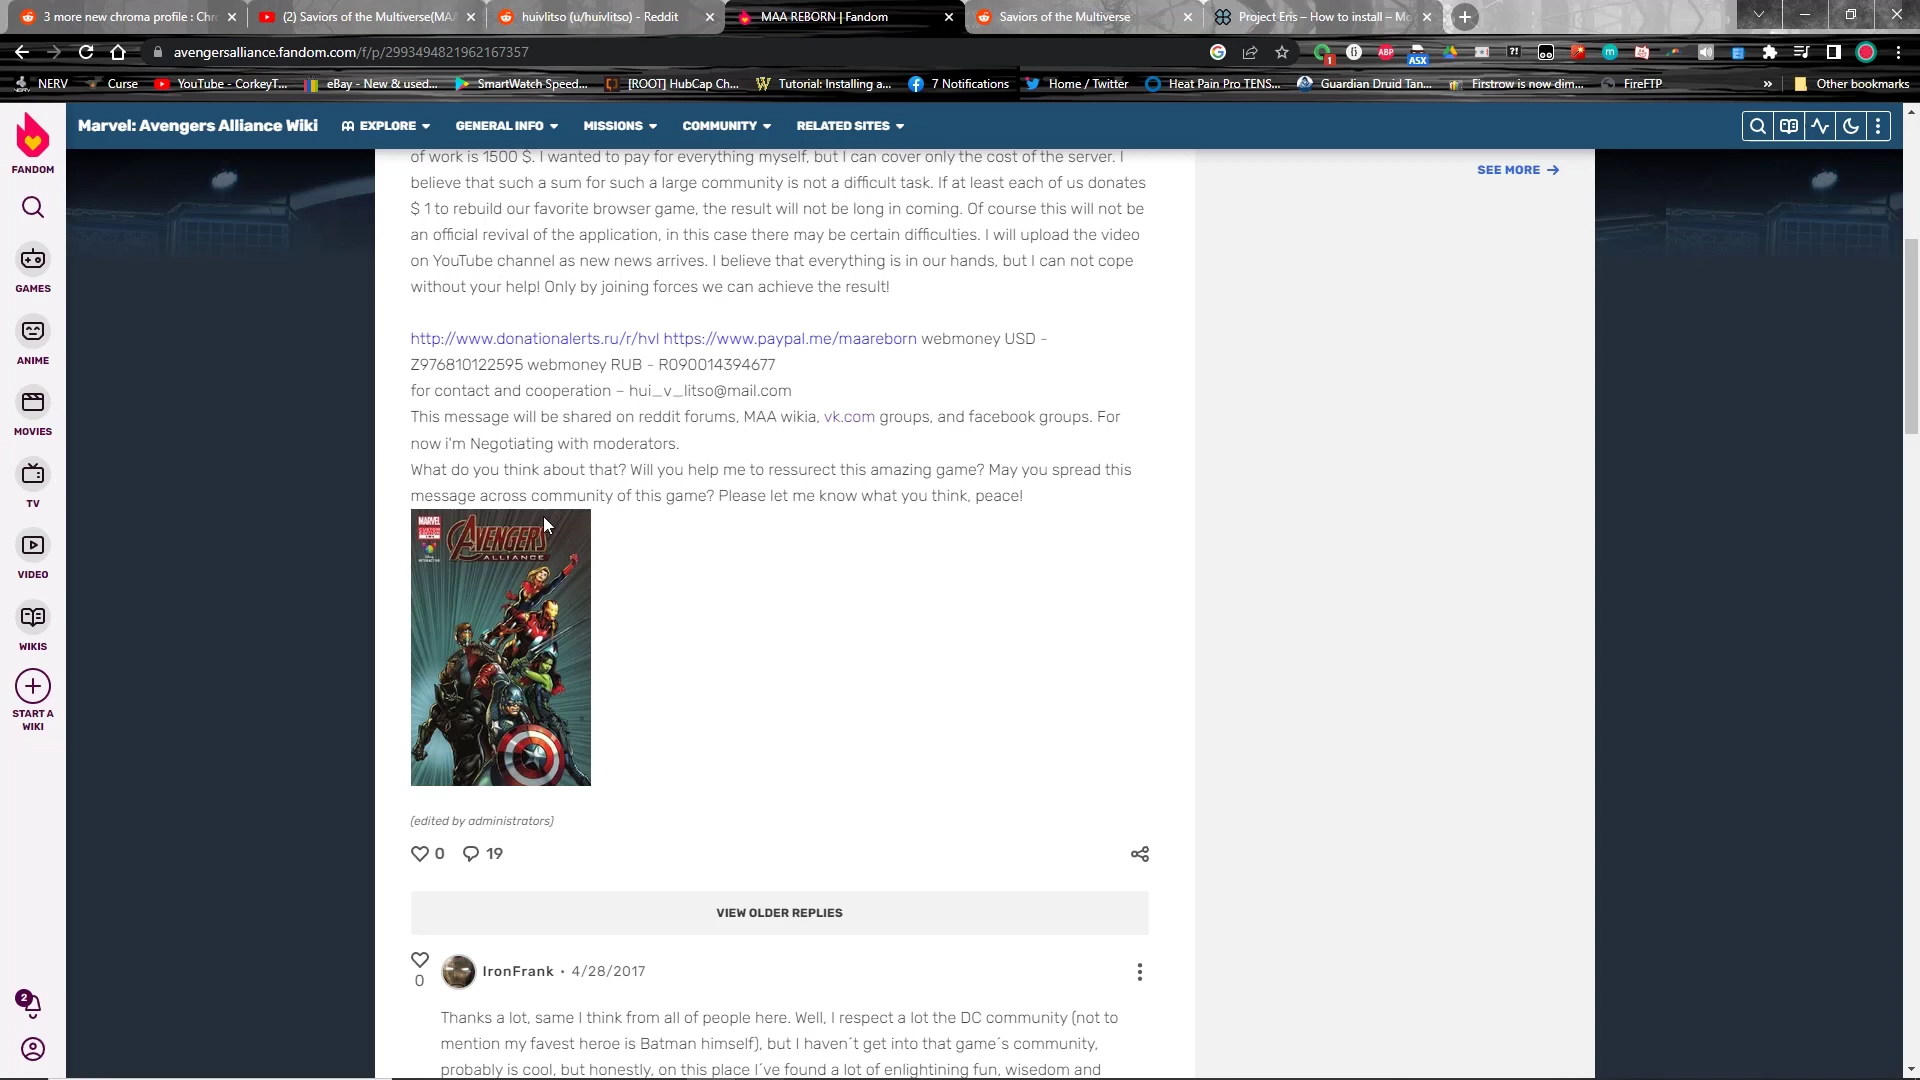 3 more new chroma profile : Chr
(2) Saviors of the Multiverse(MAA
huivlitso (u/huivlitso) - Reddit
MAA REBORN | Fandom
Saviors of the Multiverse
Project Eris – How to install – Mo
avengersalliance.fandom.com/f/p/2993494821962167357
NERV
Curse
YouTube - CorkeyT...
eBay - New & used...
SmartWatch Speed...
[ROOT] HubCap Ch...
Tutorial: Installing a...
7 Notifications
Home / Twitter
Heat Pain Pro TENS...
Guardian Druid Tan...
Firstrow is now dim...
FireFTP
»
Other bookmarks
FANDOM
Marvel: Avengers Alliance Wiki
EXPLORE
GENERAL INFO
MISSIONS
COMMUNITY
RELATED SITES
GAMES
ANIME
MOVIES
TV
VIDEO
WIKIS
START A
WIKI
2
SEE MORE
of work is 1500 $. I wanted to pay for everything myself, but I can cover only the cost of the server. I
believe that such a sum for such a large community is not a difficult task. If at least each of us donates
$ 1 to rebuild our favorite browser game, the result will not be long in coming. Of course this will not be
an official revival of the application, in this case there may be certain difficulties. I will upload the video
on YouTube channel as new news arrives. I believe that everything is in our hands, but I can not cope
without your help! Only by joining forces we can achieve the result!
http://www.donationalerts.ru/r/hvl https://www.paypal.me/maareborn webmoney USD -
Z976810122595 webmoney RUB - R090014394677
for contact and cooperation – hui_v_litso@mail.com
This message will be shared on reddit forums, MAA wikia, vk.com groups, and facebook groups. For
now i'm Negotiating with moderators.
What do you think about that? Will you help me to ressurect this amazing game? May you spread this
message across community of this game? Please let me know what you think, peace!
MARVEL
AVENGERS
ALLIANCE
(edited by administrators)
0
19
VIEW OLDER REPLIES
0
IronFrank • 4/28/2017
Thanks a lot, same I think from all of people here. Well, I respect a lot the DC community (not to
mention my favest heroe is Batman himself), but I haven´t get into that game´s community,
probably is cool, but honestly, on this place I´ve found a lot of enlightining fun, wisedom and